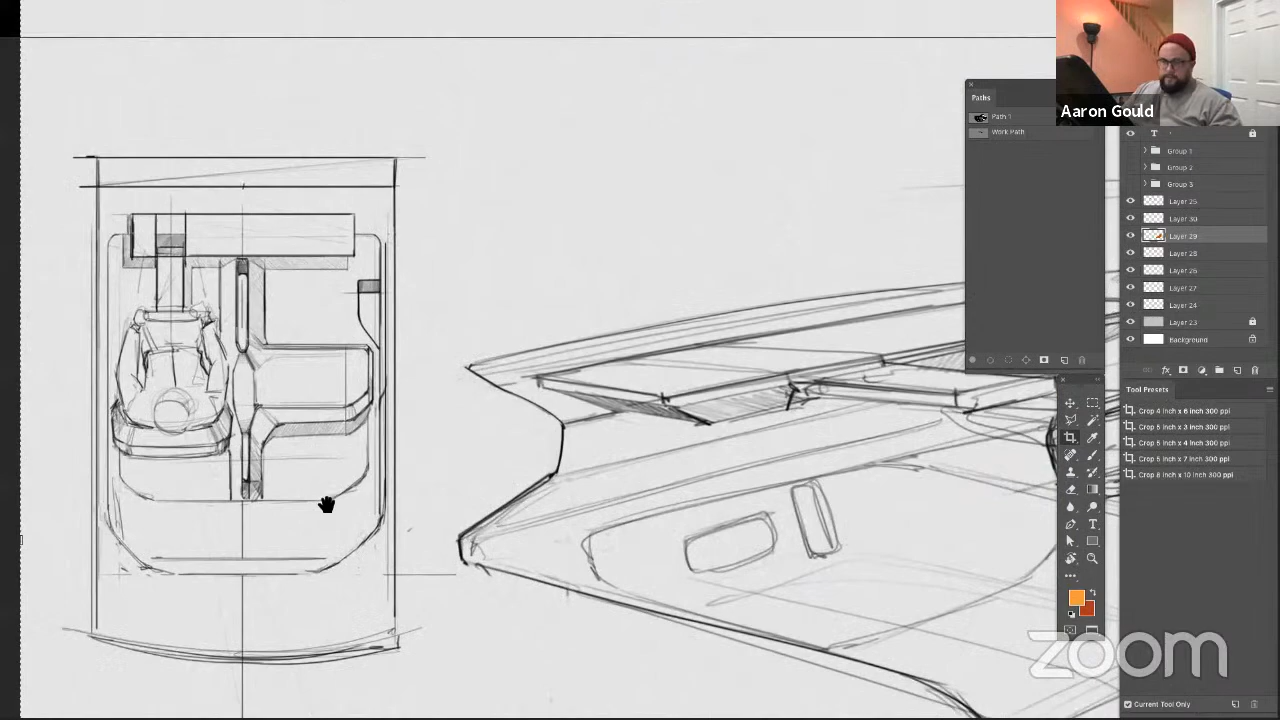 Aaron Gould
Paths
Path 1
Work Path
T
Group 1
Group 2
Group 3
Layer 25
Layer 30
Layer 29
Layer 28
Layer 26
Layer 27
Layer 24
Layer 23
Background
fx
Tool Presets
Crop 4 inch x 6 inch 300 ppi
Crop 5 inch x 3 inch 300 ppi
Crop 5 inch x 4 inch 300 ppi
Crop 5 inch x 7 inch 300 ppi
Crop 8 inch x 10 inch 300 ppi
T
zoom
Current Tool Only